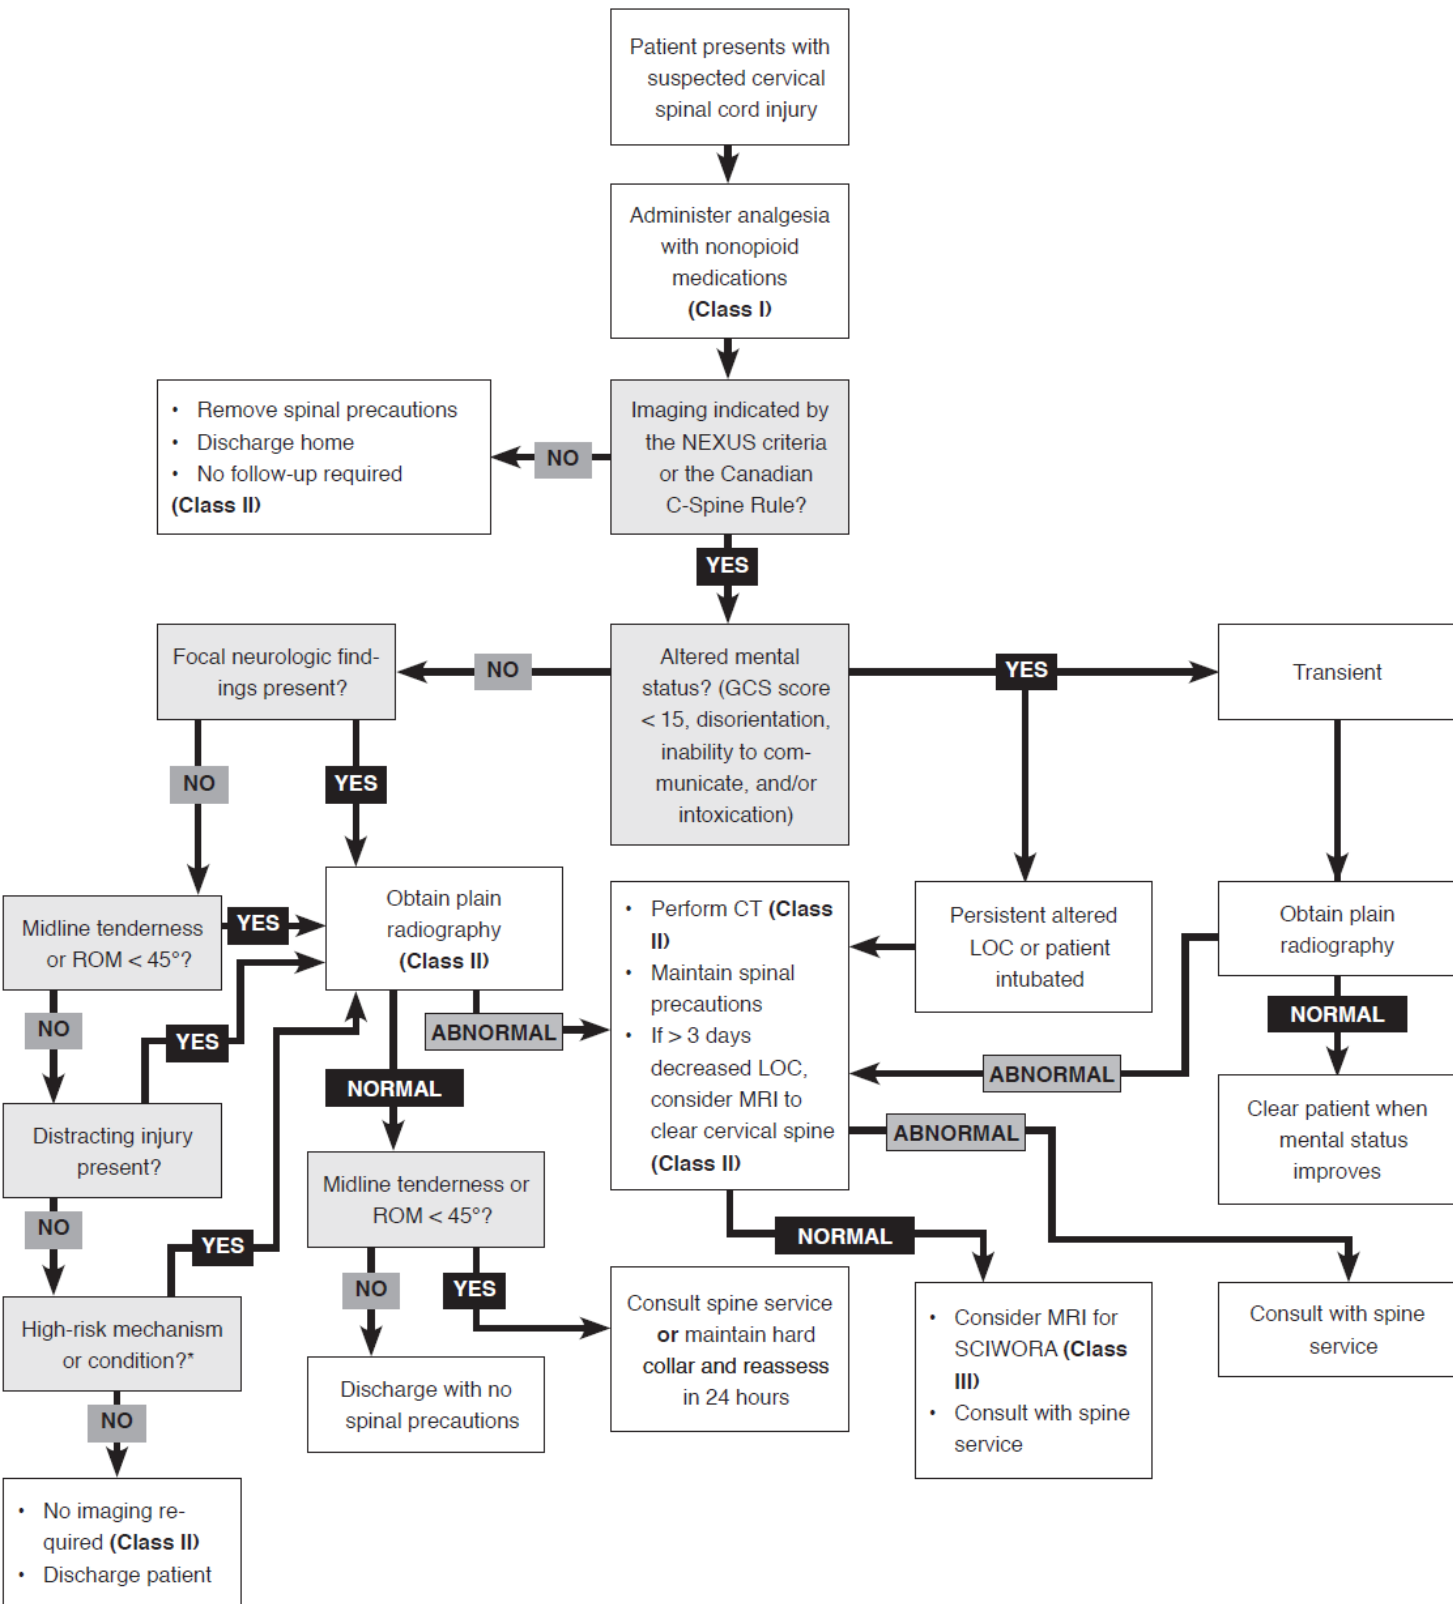 Patient presents with
suspected cervical
spinal cord injury
Administer analgesia
with nonopioid
medications
(Class I)
• Remove spinal precautions
• Discharge home
• No follow-up required
(Class II)
NO
Imaging indicated by
the NEXUS criteria
or the Canadian
C-Spine Rule?
YES
Focal neurologic find-
ings present?
NO
Altered mental
status? (GCS score
< 15, disorientation,
inability to com-
municate, and/or
intoxication)
YES
Transient
NO
YES
Midline tenderness
or ROM < 45°?
YES
Obtain plain
radiography
(Class II)
• Perform CT (Class
II)
• Maintain spinal
precautions
• If > 3 days
decreased LOC,
consider MRI to
clear cervical spine
(Class II)
Persistent altered
LOC or patient
intubated
Obtain plain
radiography
NO
YES
ABNORMAL
NORMAL
ABNORMAL
NORMAL
Distracting injury
present?
Midline tenderness or
ROM < 45°?
ABNORMAL
Clear patient when
mental status
improves
NO
YES
NORMAL
NO
YES
High-risk mechanism
or condition?*
Consult spine service
or maintain hard
collar and reassess
in 24 hours
• Consider MRI for
SCIWORA (Class
III)
• Consult with spine
service
Consult with spine
service
Discharge with no
spinal precautions
NO
• No imaging re-
quired (Class II)
• Discharge patient